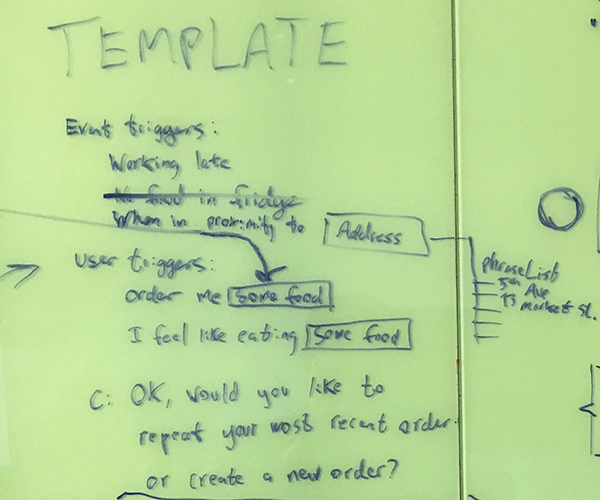 TEMPLATE
Event triggers:
Working late
No food in fridge
When in proximity to Address
User triggers:
order me some food
I feel like eating some food
C: OK, would you like to
repeat your most recent order
or create a new order?
phraseList
5th Ave
13 market st.